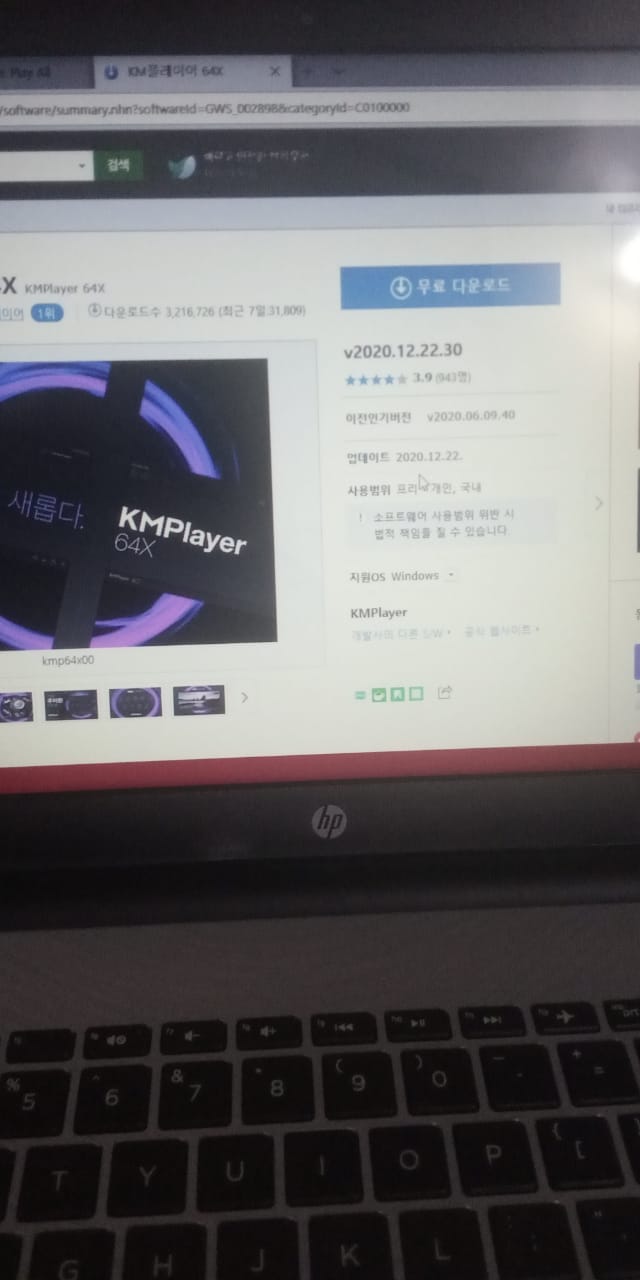 Play All
KM플레이어 64X
/software/summary.nhn?softwareId=GWS_002898&categoryId=C0100000
검색
X KMPlayer 64X
무료 다운로드
이어 1위 다운로드수 3,216,726 (최근 7일:31,809)
v2020.12.22.30
3.9 (943명)
이전인기버전 v2020.06.09.40
업데이트 2020.12.22.
사용범위 프리 개인, 국내
! 소프트웨어 사용범위 위반 시
법적 책임을 질 수 있습니다
지원OS Windows
KMPlayer
개발사의 다른 S/W 공식 웹사이트
새롭다.
KMPlayer
64X
kmp64x00
hp
% 5 ^ 6 & 7 * 8 ( 9 ) 0 - + =
T Y U I O P { [
G H J K L